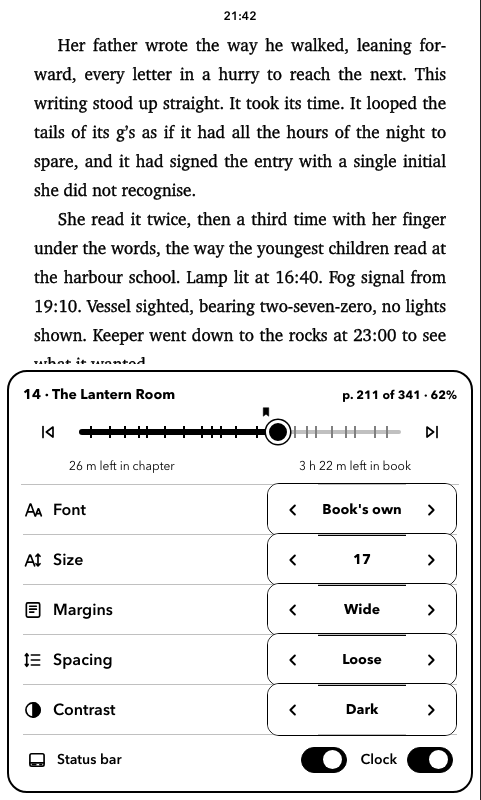 21:42
Her father wrote the way he walked, leaning for-
ward, every letter in a hurry to reach the next. This
writing stood up straight. It took its time. It looped the
tails of its g’s as if it had all the hours of the night to
spare, and it had signed the entry with a single initial
she did not recognise.
She read it twice, then a third time with her finger
under the words, the way the youngest children read at
the harbour school. Lamp lit at 16:40. Fog signal from
19:10. Vessel sighted, bearing two-seven-zero, no lights
shown. Keeper went down to the rocks at 23:00 to see
what it wanted
14 · The Lantern Room p. 211 of 341 · 62%
26 m left in chapter 3 h 22 m left in book
Font Book's own
Size 17
Margins Wide
Spacing Loose
Contrast Dark
Status bar Clock